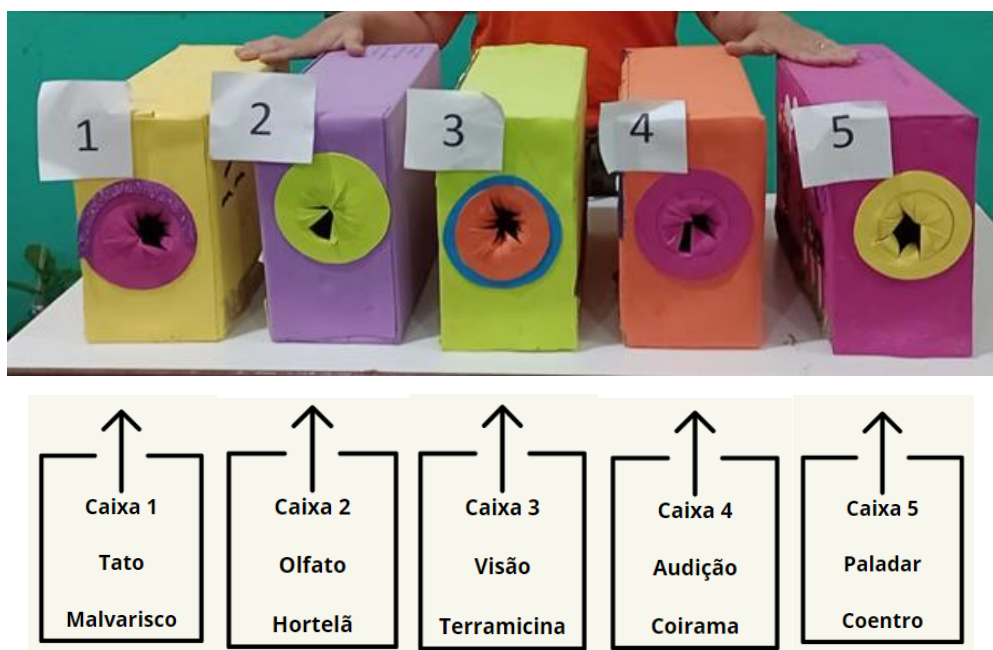 1
2
3
4
5
Caixa 1
Tato
Malvarisco
Caixa 2
Olfato
Hortelã
Caixa 3
Visão
Terramicina
Caixa 4
Audição
Coirama
Caixa 5
Paladar
Coentro